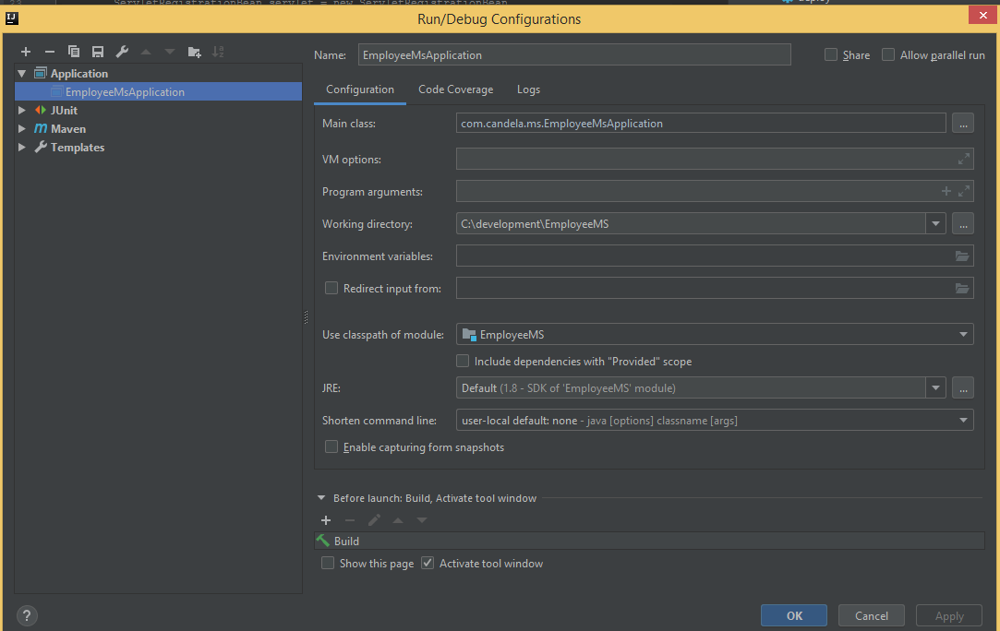 23 ServletRegistrationBean servlet = new ServletRegistrationBean deploy
IJ
Run/Debug Configurations
Name: EmployeeMsApplication Share Allow parallel run
Application
EmployeeMsApplication
JUnit
Maven
Templates
Configuration Code Coverage Logs
Main class: com.candela.ms.EmployeeMsApplication ...
VM options:
Program arguments:
Working directory: C:\development\EmployeeMS ...
Environment variables:
Redirect input from:
Use classpath of module: EmployeeMS
Include dependencies with "Provided" scope
JRE: Default (1.8 - SDK of 'EmployeeMS' module) ...
Shorten command line: user-local default: none - java [options] classname [args]
Enable capturing form snapshots
Before launch: Build, Activate tool window
Build
Show this page Activate tool window
? OK Cancel Apply